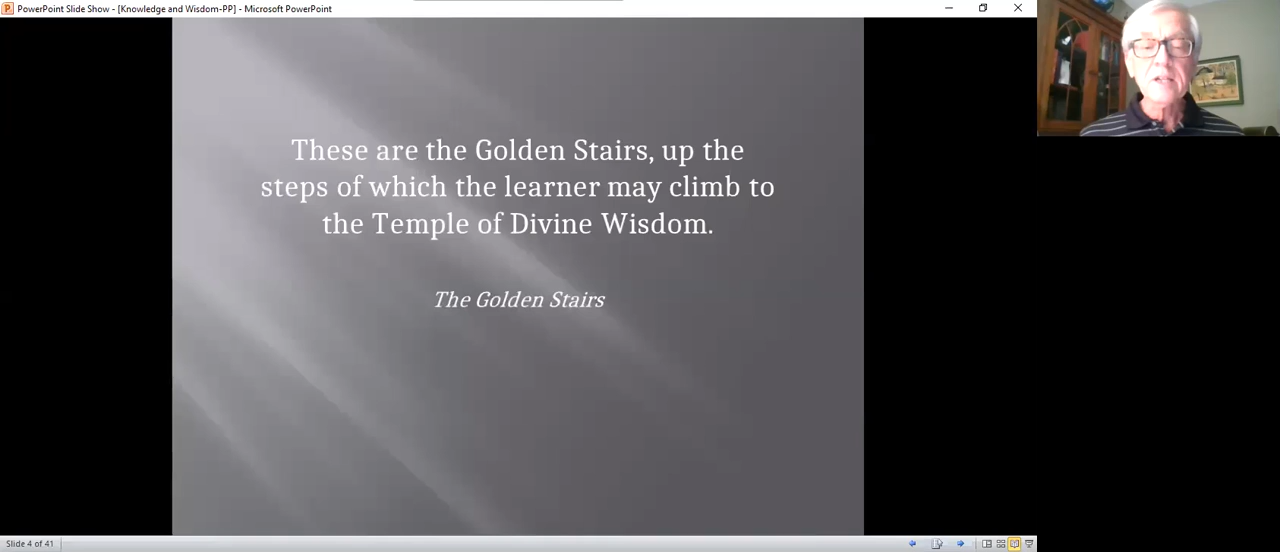 PowerPoint Slide Show - [Knowledge and Wisdom-PP] - Microsoft PowerPoint
These are the Golden Stairs, up the
steps of which the learner may climb to
the Temple of Divine Wisdom.
The Golden Stairs
Slide 4 of 41